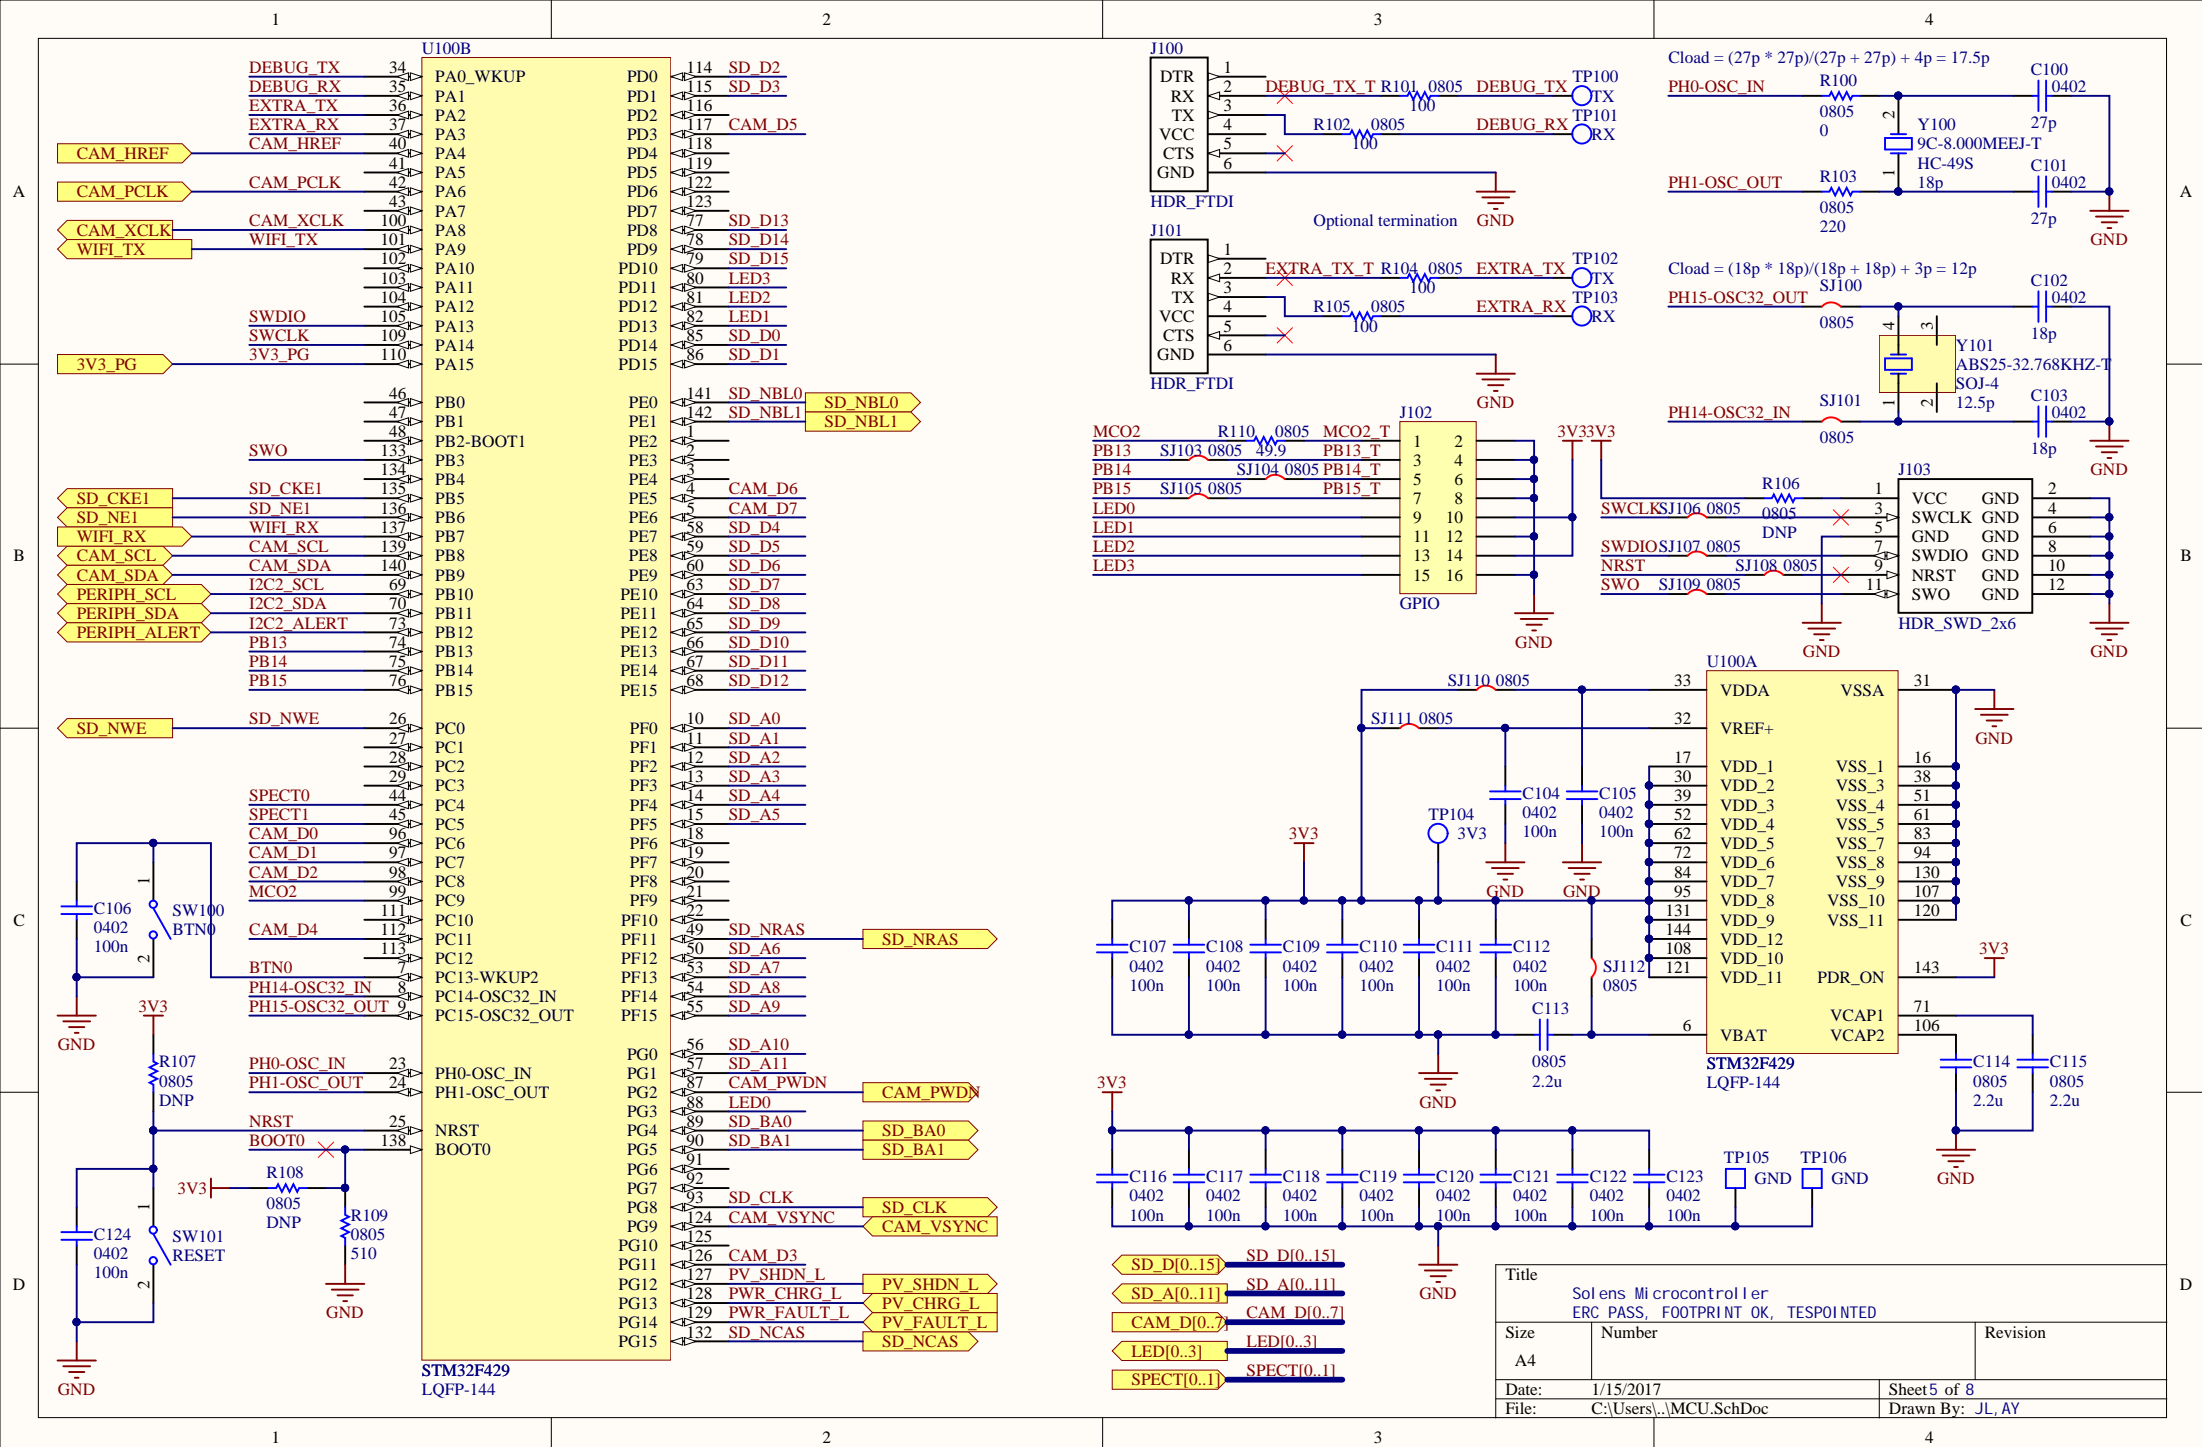 1 2 3 4
A B C D
U100B
DEBUG_TX 34 PA0_WKUP PD0 114 SD_D2
DEBUG_RX 35 PA1 PD1 115 SD_D3
EXTRA_TX 36 PA2 PD2 116
EXTRA_RX 37 PA3 PD3 117 CAM_D5
CAM_HREF CAM_HREF 40 PA4 PD4 118
41 PA5 PD5 119
CAM_PCLK CAM_PCLK 42 PA6 PD6 122
43 PA7 PD7 123
CAM_XCLK CAM_XCLK 100 PA8 PD8 77 SD_D13
WIFI_TX WIFI_TX 101 PA9 PD9 78 SD_D14
102 PA10 PD10 79 SD_D15
103 PA11 PD11 80 LED3
104 PA12 PD12 81 LED2
SWDIO 105 PA13 PD13 82 LED1
SWCLK 109 PA14 PD14 85 SD_D0
3V3_PG 3V3_PG 110 PA15 PD15 86 SD_D1
46 PB0 PE0 141 SD_NBL0 SD_NBL0
47 PB1 PE1 142 SD_NBL1 SD_NBL1
48 PB2-BOOT1 PE2 1
SWO 133 PB3 PE3 2
134 PB4 PE4 3
SD_CKE1 SD_CKE1 135 PB5 PE5 4 CAM_D6
SD_NE1 SD_NE1 136 PB6 PE6 5 CAM_D7
WIFI_RX WIFI_RX 137 PB7 PE7 58 SD_D4
CAM_SCL CAM_SCL 139 PB8 PE8 59 SD_D5
CAM_SDA CAM_SDA 140 PB9 PE9 60 SD_D6
PERIPH_SCL I2C2_SCL 69 PB10 PE10 63 SD_D7
PERIPH_SDA I2C2_SDA 70 PB11 PE11 64 SD_D8
PERIPH_ALERT I2C2_ALERT 73 PB12 PE12 65 SD_D9
PB13 74 PB13 PE13 66 SD_D10
PB14 75 PB14 PE14 67 SD_D11
PB15 76 PB15 PE15 68 SD_D12
SD_NWE SD_NWE 26 PC0 PF0 10 SD_A0
27 PC1 PF1 11 SD_A1
28 PC2 PF2 12 SD_A2
29 PC3 PF3 13 SD_A3
SPECT0 44 PC4 PF4 14 SD_A4
SPECT1 45 PC5 PF5 15 SD_A5
CAM_D0 96 PC6 PF6 18
CAM_D1 97 PC7 PF7 19
CAM_D2 98 PC8 PF8 20
MCO2 99 PC9 PF9 21
111 PC10 PF10 22
CAM_D4 112 PC11 PF11 49 SD_NRAS SD_NRAS
113 PC12 PF12 50 SD_A6
BTN0 7 PC13-WKUP2 PF13 53 SD_A7
PH14-OSC32_IN 8 PC14-OSC32_IN PF14 54 SD_A8
PH15-OSC32_OUT 9 PC15-OSC32_OUT PF15 55 SD_A9
PG0 56 SD_A10
PH0-OSC_IN 23 PH0-OSC_IN PG1 57 SD_A11
PH1-OSC_OUT 24 PH1-OSC_OUT PG2 87 CAM_PWDN CAM_PWDN
PG3 88 LED0
NRST 25 NRST PG4 89 SD_BA0 SD_BA0
BOOT0 138 BOOT0 PG5 90 SD_BA1 SD_BA1
PG6 91
PG7 92
PG8 93 SD_CLK SD_CLK
PG9 124 CAM_VSYNC CAM_VSYNC
PG10 125
PG11 126 CAM_D3
PG12 127 PV_SHDN_L PV_SHDN_L
PG13 128 PWR_CHRG_L PV_CHRG_L
PG14 129 PWR_FAULT_L PV_FAULT_L
PG15 132 SD_NCAS SD_NCAS
STM32F429
LQFP-144
C106 0402 100n
1 2 SW100 BTN0
GND
3V3
R107 0805 DNP
3V3 R108 0805 DNP
R109 0805 510
GND
C124 0402 100n
1 2 SW101 RESET
GND
J100
DTR 1
RX 2 DEBUG_TX_T R101 0805 100 DEBUG_TX TP100 TX
TX 3 R102 0805 100 DEBUG_RX TP101 RX
VCC 4
CTS 5
GND 6
HDR_FTDI
GND
Optional termination
J101
DTR 1
RX 2 EXTRA_TX_T R104 0805 100 EXTRA_TX TP102 TX
TX 3 R105 0805 100 EXTRA_RX TP103 RX
VCC 4
CTS 5
GND 6
HDR_FTDI
GND
Cload = (27p * 27p)/(27p + 27p) + 4p = 17.5p
PH0-OSC_IN R100 0805 0 C100 0402 27p
2 1 Y100 9C-8.000MEEJ-T HC-49S 18p
PH1-OSC_OUT R103 0805 220 C101 0402 27p
GND
Cload = (18p * 18p)/(18p + 18p) + 3p = 12p
PH15-OSC32_OUT SJ100 0805 C102 0402 18p
4 3 1 2 Y101 ABS25-32.768KHZ-T SOJ-4 12.5p
PH14-OSC32_IN SJ101 0805 C103 0402 18p
GND
J102
MCO2 R110 0805 49.9 MCO2_T 1 2 3V3 3V3
PB13 SJ103 0805 PB13_T 3 4
PB14 SJ104 0805 PB14_T 5 6
PB15 SJ105 0805 PB15_T 7 8
LED0 9 10
LED1 11 12
LED2 13 14
LED3 15 16
GPIO
GND
J103
R106 0805 DNP 1 VCC GND 2
SWCLK SJ106 0805 3 SWCLK GND 4
5 GND GND 6
SWDIO SJ107 0805 7 SWDIO GND 8
NRST SJ108 0805 9 NRST GND 10
SWO SJ109 0805 11 SWO GND 12
HDR_SWD_2x6
GND GND
U100A
SJ110 0805 33 VDDA VSSA 31 GND
SJ111 0805 32 VREF+
17 VDD_1 VSS_1 16
30 VDD_2 VSS_3 38
39 VDD_3 VSS_4 51
52 VDD_4 VSS_5 61
62 VDD_5 VSS_7 83
72 VDD_6 VSS_8 94
84 VDD_7 VSS_9 130
95 VDD_8 VSS_10 107
131 VDD_9 VSS_11 120
144 VDD_12
108 VDD_10
121 VDD_11 PDR_ON 143 3V3
VCAP1 71
6 VBAT VCAP2 106
STM32F429
LQFP-144
C104 0402 100n
C105 0402 100n
GND GND
TP104 3V3
3V3
C107 0402 100n
C108 0402 100n
C109 0402 100n
C110 0402 100n
C111 0402 100n
C112 0402 100n
SJ112 0805
C113 0805 2.2u
GND
C114 0805 2.2u
C115 0805 2.2u
GND
3V3
C116 0402 100n
C117 0402 100n
C118 0402 100n
C119 0402 100n
C120 0402 100n
C121 0402 100n
C122 0402 100n
C123 0402 100n
TP105 GND
TP106 GND
GND
SD_D[0..15] SD_D[0..15]
SD_A[0..11] SD_A[0..11]
CAM_D[0..7] CAM_D[0..7]
LED[0..3] LED[0..3]
SPECT[0..1] SPECT[0..1]
Title
Solens Microcontroller
ERC PASS, FOOTPRINT OK, TESPOINTED
Size Number Revision
A4
Date: 1/15/2017 Sheet 5 of 8
File: C:\Users\..\MCU.SchDoc Drawn By: JL, AY
A B C D
1 2 3 4